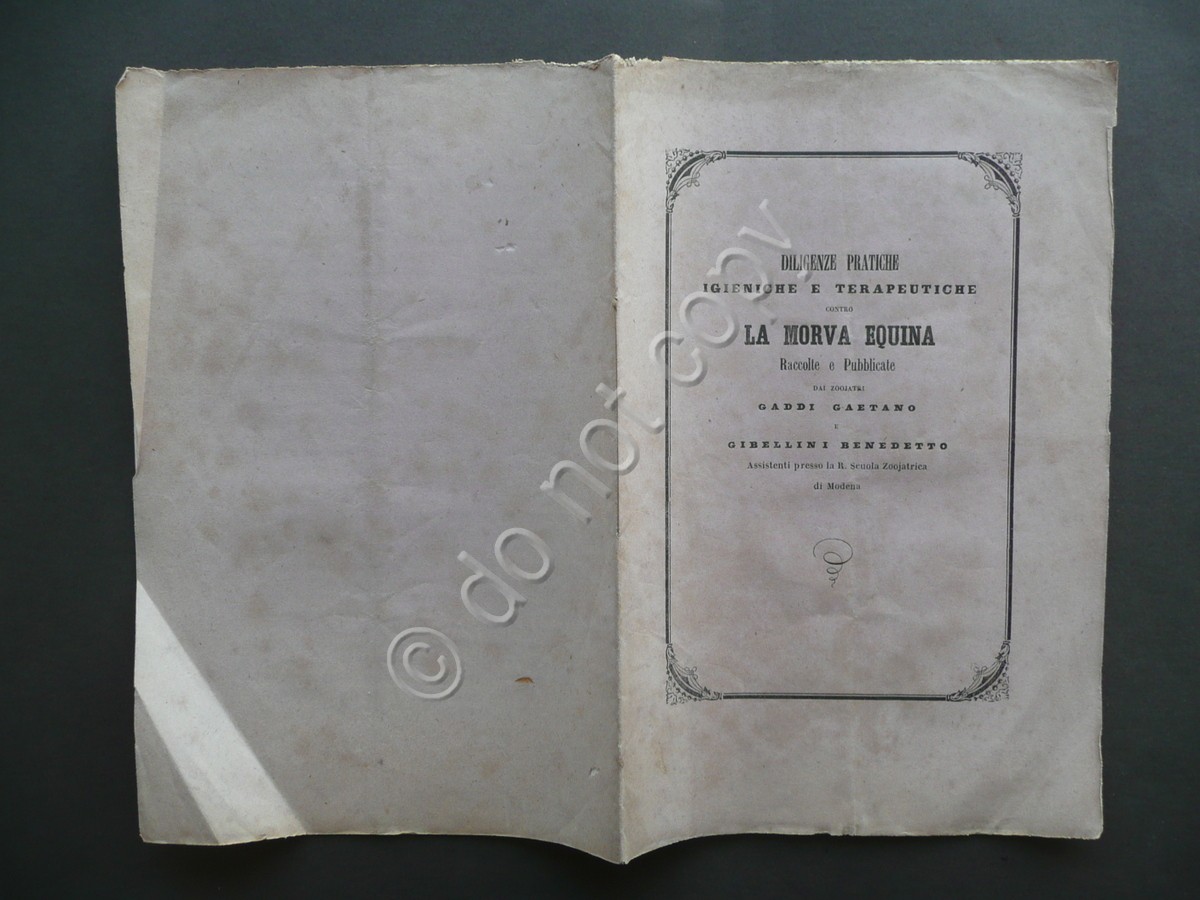 DILIGENZE PRATICHE
IGIENICHE E TERAPEUTICHE
CONTRO
LA MORVA EQUINA
Raccolte e Pubblicate
DAI ZOOJATRI
GADDI GAETANO
E
GIBELLINI BENEDETTO
Assistenti presso la R. Scuola Zoojatrica
di Modena
© do not copy